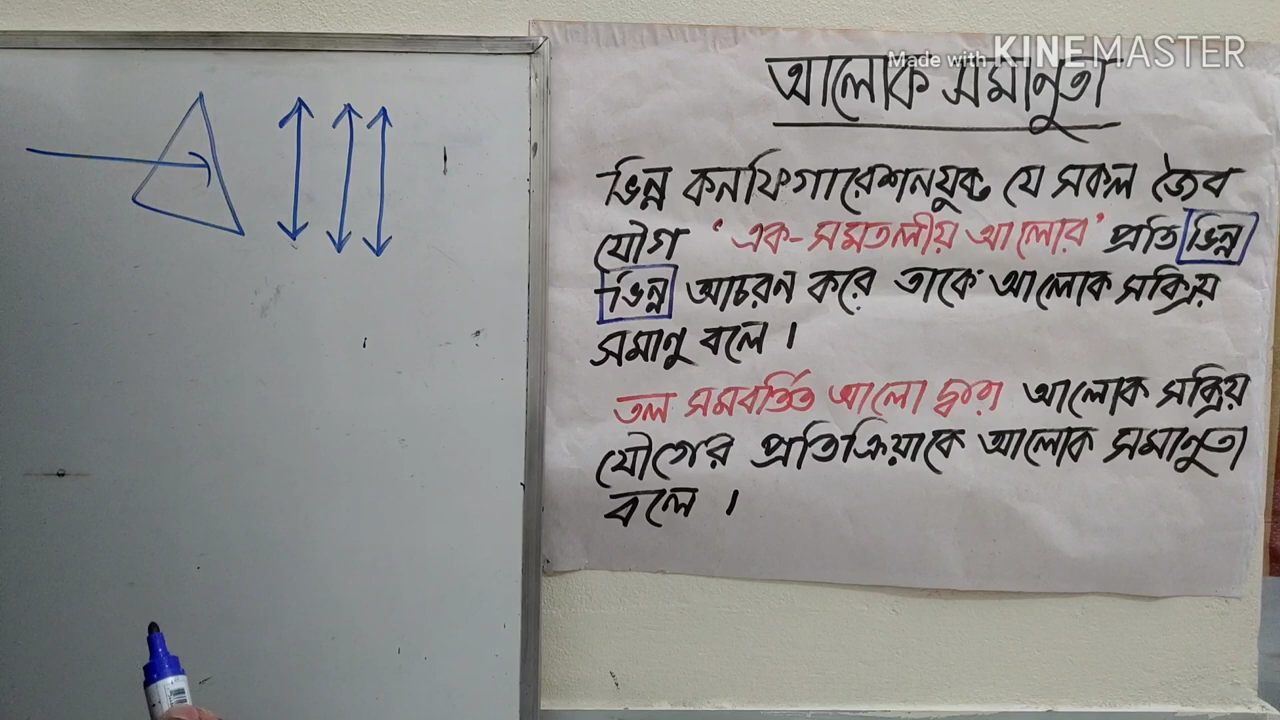 Made with KINEMASTER
আলোক সমাণুতা
ভিন্ন কনফিগারেশনযুক্ত যে সকল জৈব
যৌগ ' এক-সমতলীয় আলোর ' প্রতি ভিন্ন
ভিন্ন আচরন করে তাকে আলোক সক্রিয়
সমাণু বলে ।
তল সমবর্তিত আলো দ্বারা আলোক সক্রিয়
যৌগের প্রতিক্রিয়াকে আলোক সমাণুতা
বলে ।